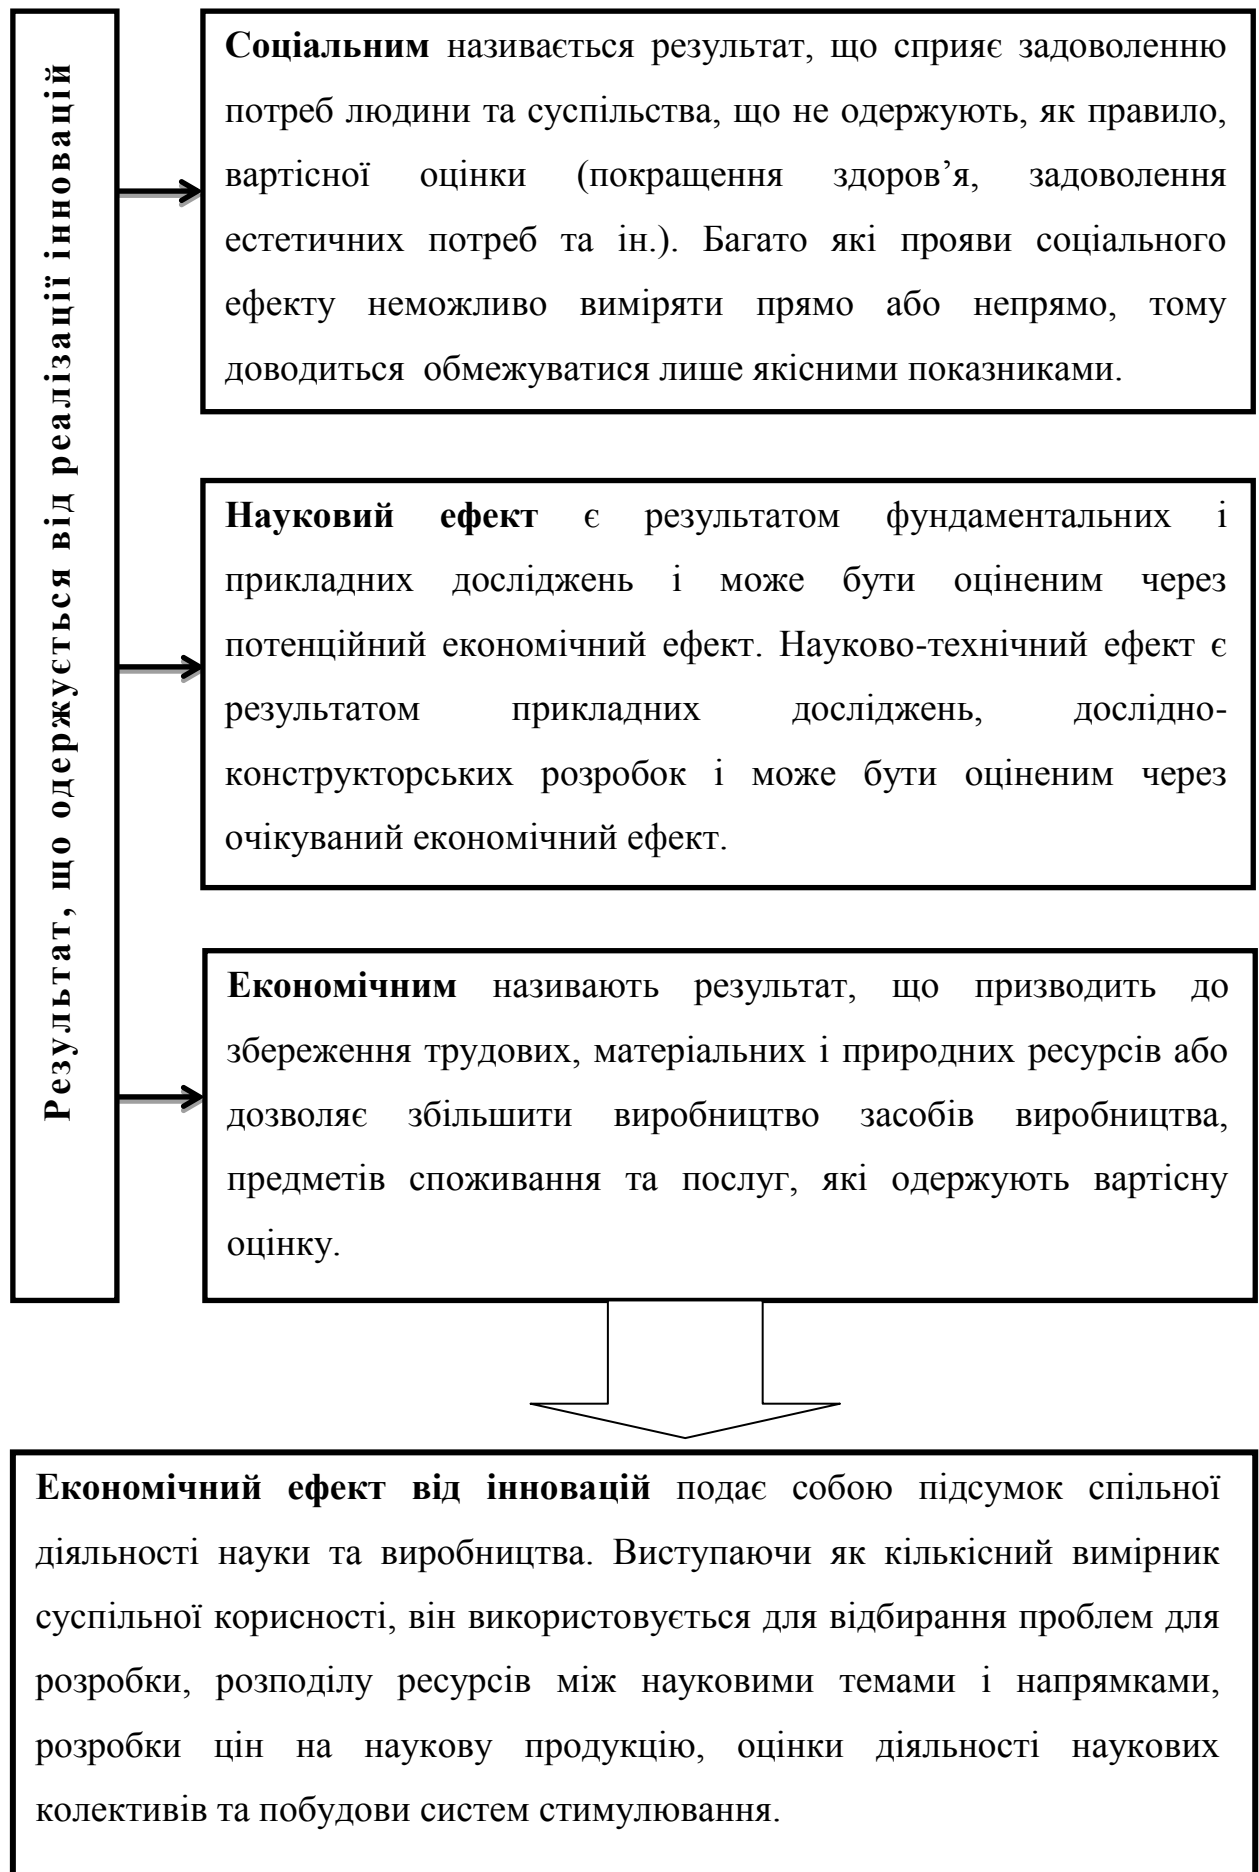 Результат, що одержується від реалізації інновацій
Соціальним називається результат, що сприяє задоволенню
потреб людини та суспільства, що не одержують, як правило,
вартісної оцінки (покращення здоров’я, задоволення
естетичних потреб та ін.). Багато які прояви соціального
ефекту неможливо виміряти прямо або непрямо, тому
доводиться обмежуватися лише якісними показниками.
Науковий ефект є результатом фундаментальних і
прикладних досліджень і може бути оціненим через
потенційний економічний ефект. Науково-технічний ефект є
результатом прикладних досліджень, дослідно-
конструкторських розробок і може бути оціненим через
очікуваний економічний ефект.
Економічним називають результат, що призводить до
збереження трудових, матеріальних і природних ресурсів або
дозволяє збільшити виробництво засобів виробництва,
предметів споживання та послуг, які одержують вартісну
оцінку.
Економічний ефект від інновацій подає собою підсумок спільної
діяльності науки та виробництва. Виступаючи як кількісний вимірник
суспільної корисності, він використовується для відбирання проблем для
розробки, розподілу ресурсів між науковими темами і напрямками,
розробки цін на наукову продукцію, оцінки діяльності наукових
колективів та побудови систем стимулювання.